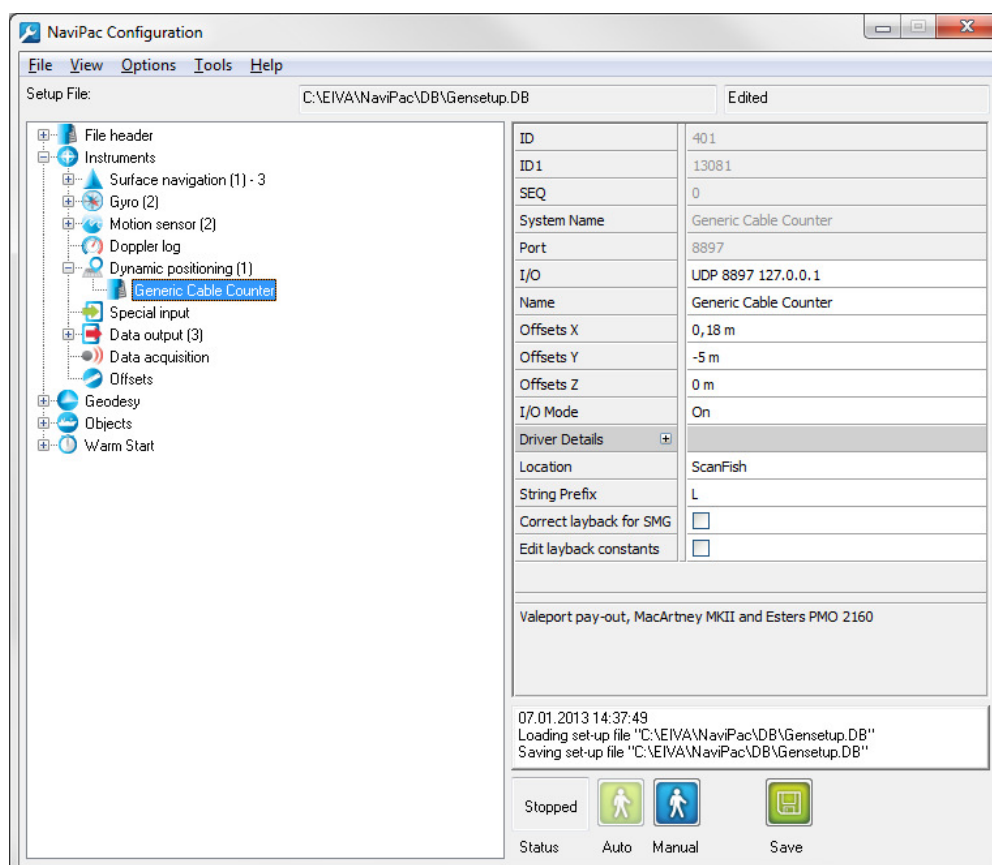 NaviPac Configuration
File View Options Tools Help
Setup File: C:\EIVA\NaviPac\DB\Gensetup.DB Edited
File header
Instruments
Surface navigation (1) - 3
Gyro (2)
Motion sensor (2)
Doppler log
Dynamic positioning (1)
Generic Cable Counter
Special input
Data output (3)
Data acquisition
Offsets
Geodesy
Objects
Warm Start
ID 401
ID1 13081
SEQ 0
System Name Generic Cable Counter
Port 8897
I/O UDP 8897 127.0.0.1
Name Generic Cable Counter
Offsets X 0,18 m
Offsets Y -5 m
Offsets Z 0 m
I/O Mode On
Driver Details
Location ScanFish
String Prefix L
Correct layback for SMG
Edit layback constants
Valeport pay-out, MacArtney MKII and Esters PMO 2160
07.01.2013 14:37:49
Loading set-up file "C:\EIVA\NaviPac\DB\Gensetup.DB"
Saving set-up file "C:\EIVA\NaviPac\DB\Gensetup.DB"
Stopped
Status Auto Manual Save